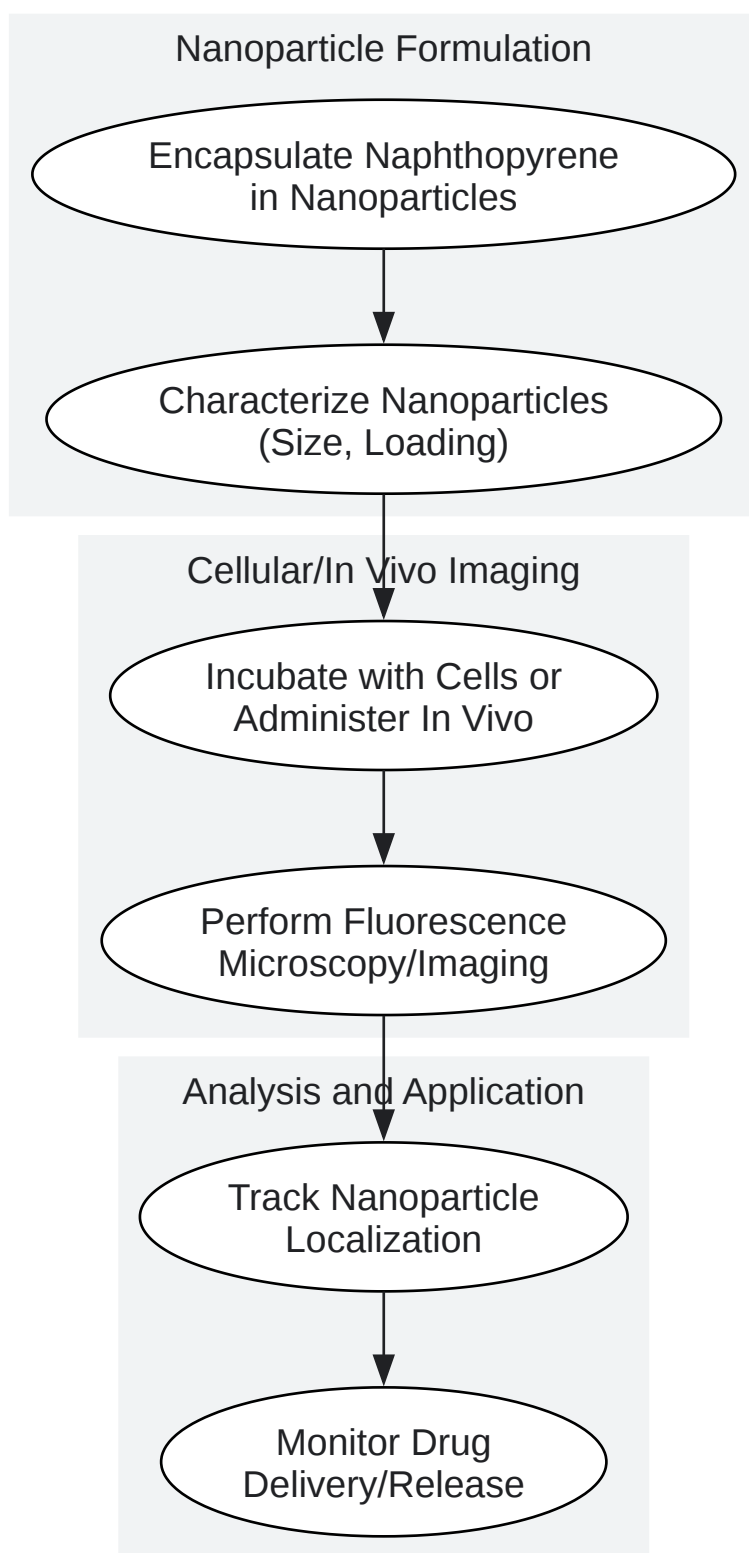 Nanoparticle Formulation
Encapsulate Naphthopyrene
in Nanoparticles
Characterize Nanoparticles
(Size, Loading)
Cellular/In Vivo Imaging
Incubate with Cells or
Administer In Vivo
Perform Fluorescence
Microscopy/Imaging
Analysis and Application
Track Nanoparticle
Localization
Monitor Drug
Delivery/Release